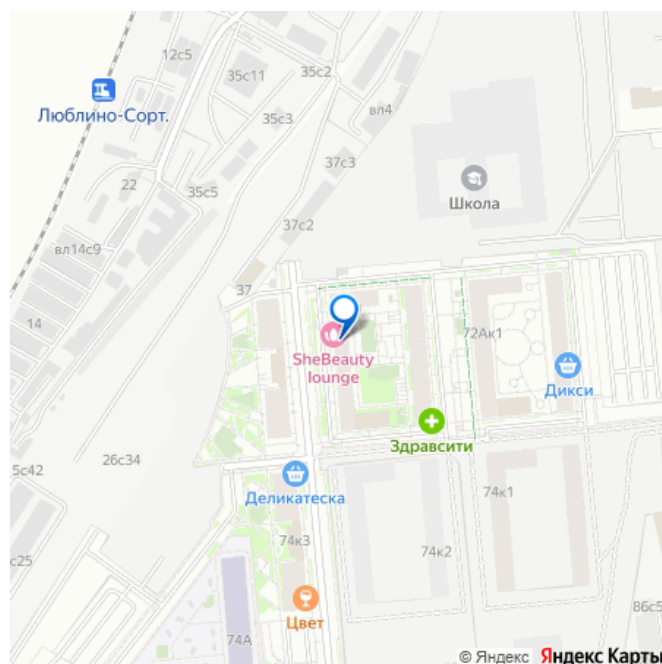 12с5
35с11
35с2
Люблино-Сорт.
35с3
вл4
37с3
22
35с5
Школа
37с2
вл14с9
37
14
72Ак1
SheBeauty
lounge
Дикси
Здравсити
26с34
5с42
Деликатеска
74к1
74к3
74к2
с25
86с5
Цвет
74А
© Яндекс Яндекс Карты